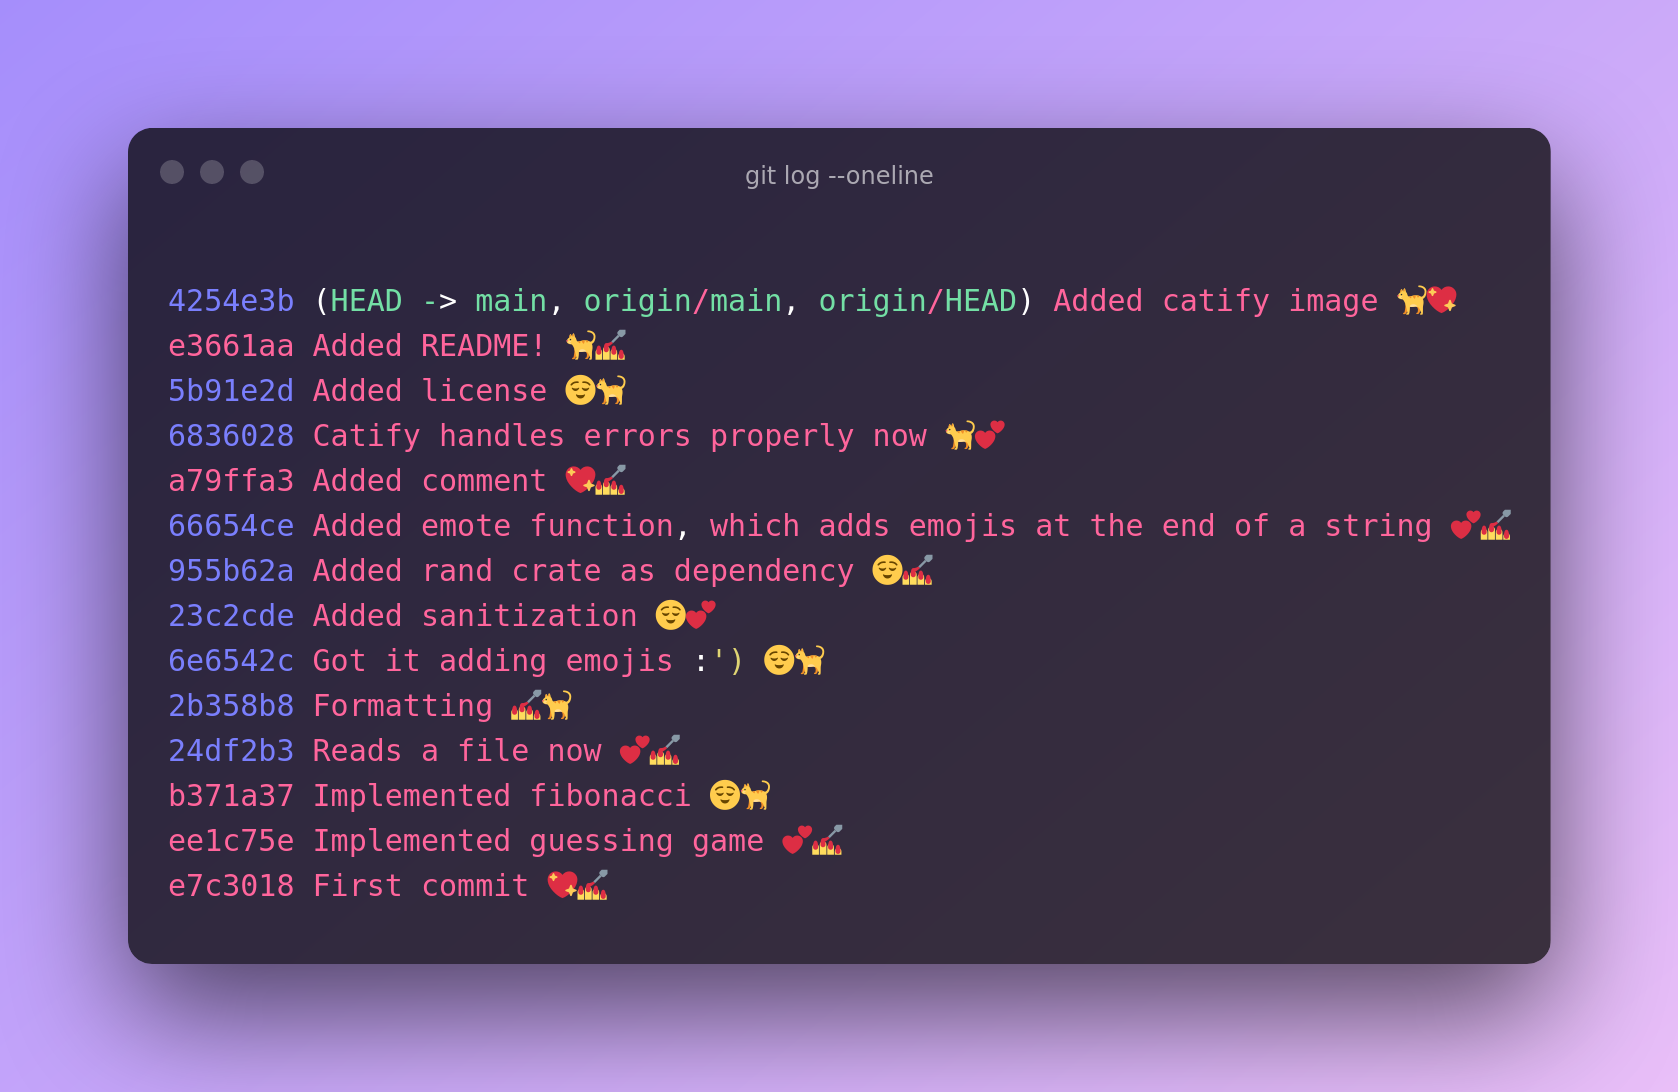 git log --oneline
4254e3b (HEAD -> main, origin/main, origin/HEAD) Added catify image 🐈💖
e3661aa Added README! 🐈💅
5b91e2d Added license 😌🐈
6836028 Catify handles errors properly now 🐈💕
a79ffa3 Added comment 💖💅
66654ce Added emote function, which adds emojis at the end of a string 💕💅
955b62a Added rand crate as dependency 😌💅
23c2cde Added sanitization 😌💕
6e6542c Got it adding emojis :') 😌🐈
2b358b8 Formatting 💅🐈
24df2b3 Reads a file now 💕💅
b371a37 Implemented fibonacci 😌🐈
ee1c75e Implemented guessing game 💕💅
e7c3018 First commit 💖💅